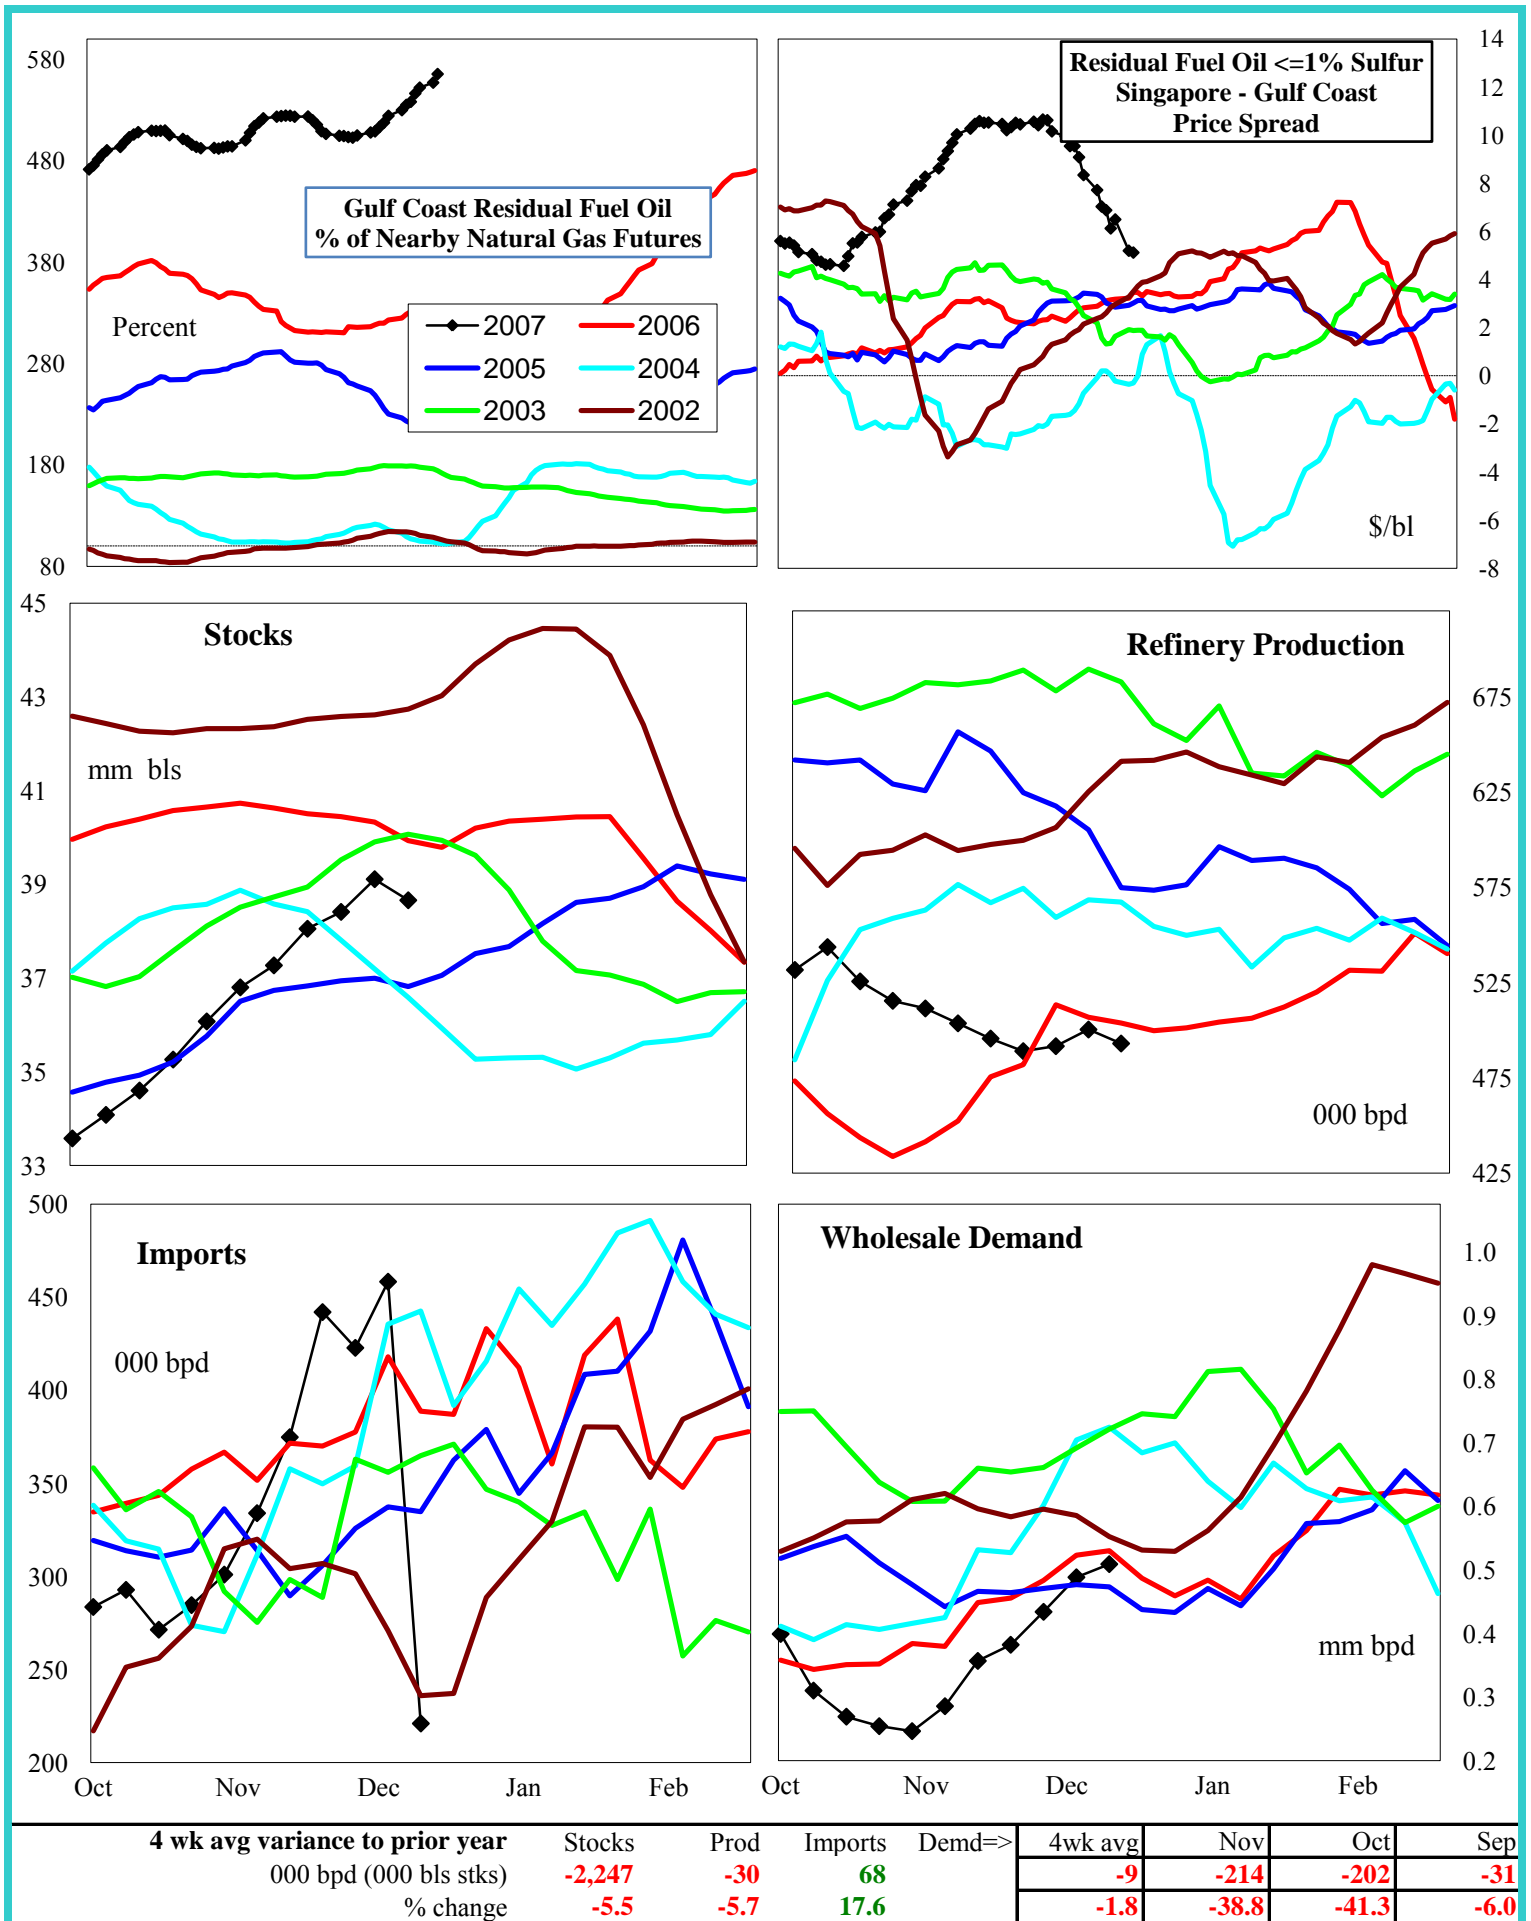 580
480
380
280
180
80
Gulf Coast Residual Fuel Oil
% of Nearby Natural Gas Futures
Percent
2007 2006
2005 2004
2003 2002
Residual Fuel Oil <=1% Sulfur
Singapore - Gulf Coast
Price Spread
14
12
10
8
6
4
2
0
-2
-4
-6
-8
$/bl
45
43
41
39
37
35
33
Stocks
mm bls
Refinery Production
675
625
575
525
475
425
000 bpd
500
450
400
350
300
250
200
Imports
000 bpd
Oct Nov Dec Jan Feb
Wholesale Demand
1.0
0.9
0.8
0.7
0.6
0.5
0.4
0.3
0.2
mm bpd
Oct Nov Dec Jan Feb
4 wk avg variance to prior year Stocks Prod Imports Demd=> 4wk avg Nov Oct Sep
000 bpd (000 bls stks) -2,247 -30 68 -9 -214 -202 -31
% change -5.5 -5.7 17.6 -1.8 -38.8 -41.3 -6.0